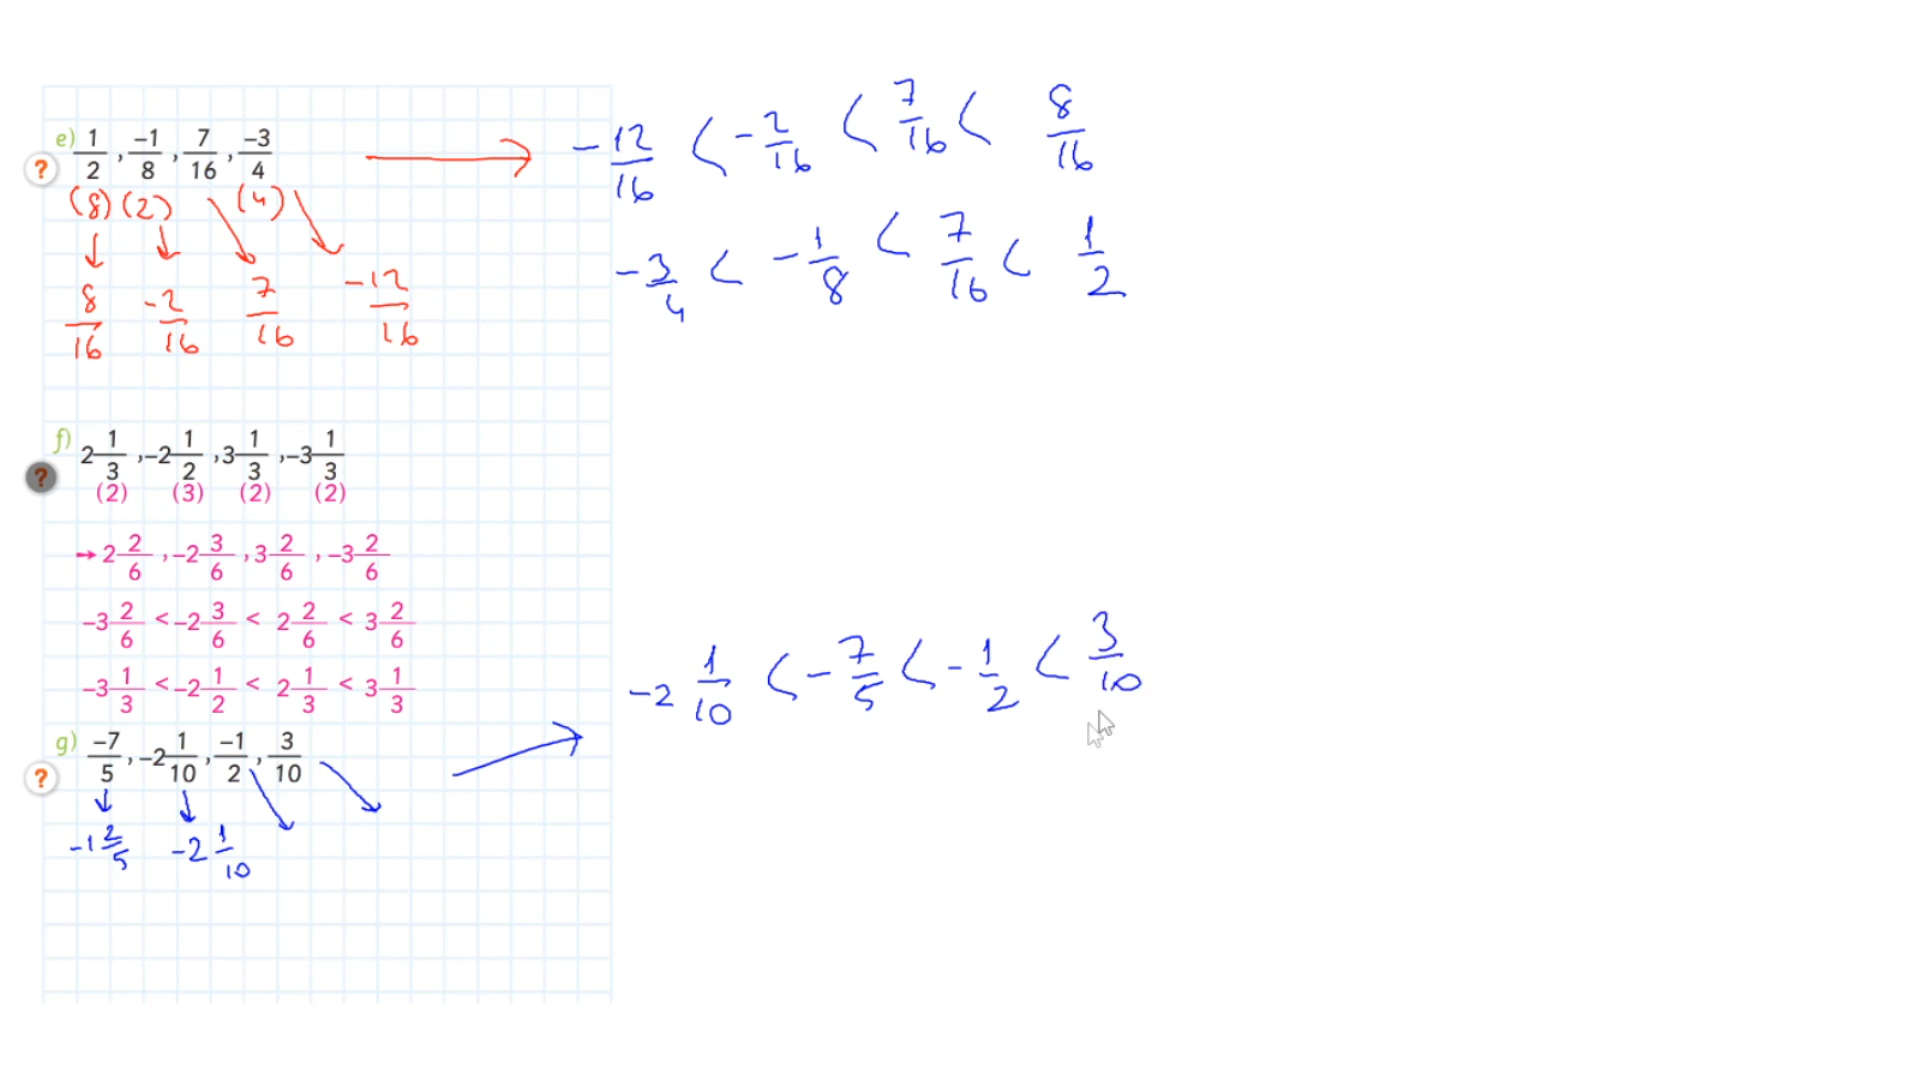 e) 1/2 , -1/8 , 7/16 , -3/4
?
(8) (2) (4)
8/16 -2/16 7/16 -12/16
-12/16 < -2/16 < 7/16 < 8/16
-3/4 < -1/8 < 7/16 < 1/2
f) 2 1/3 , -2 1/2 , 3 1/3 , -3 1/3
?
(2) (3) (2) (2)
→ 2 2/6 , -2 3/6 , 3 2/6 , -3 2/6
-3 2/6 < -2 3/6 < 2 2/6 < 3 2/6
-3 1/3 < -2 1/2 < 2 1/3 < 3 1/3
g) -7/5 , -2 1/10 , -1/2 , 3/10
?
-1 2/5 -2 1/10
-2 1/10 < -7/5 < -1/2 < 3/10